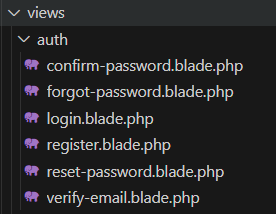 views
auth
confirm-password.blade.php
forgot-password.blade.php
login.blade.php
register.blade.php
reset-password.blade.php
verify-email.blade.php